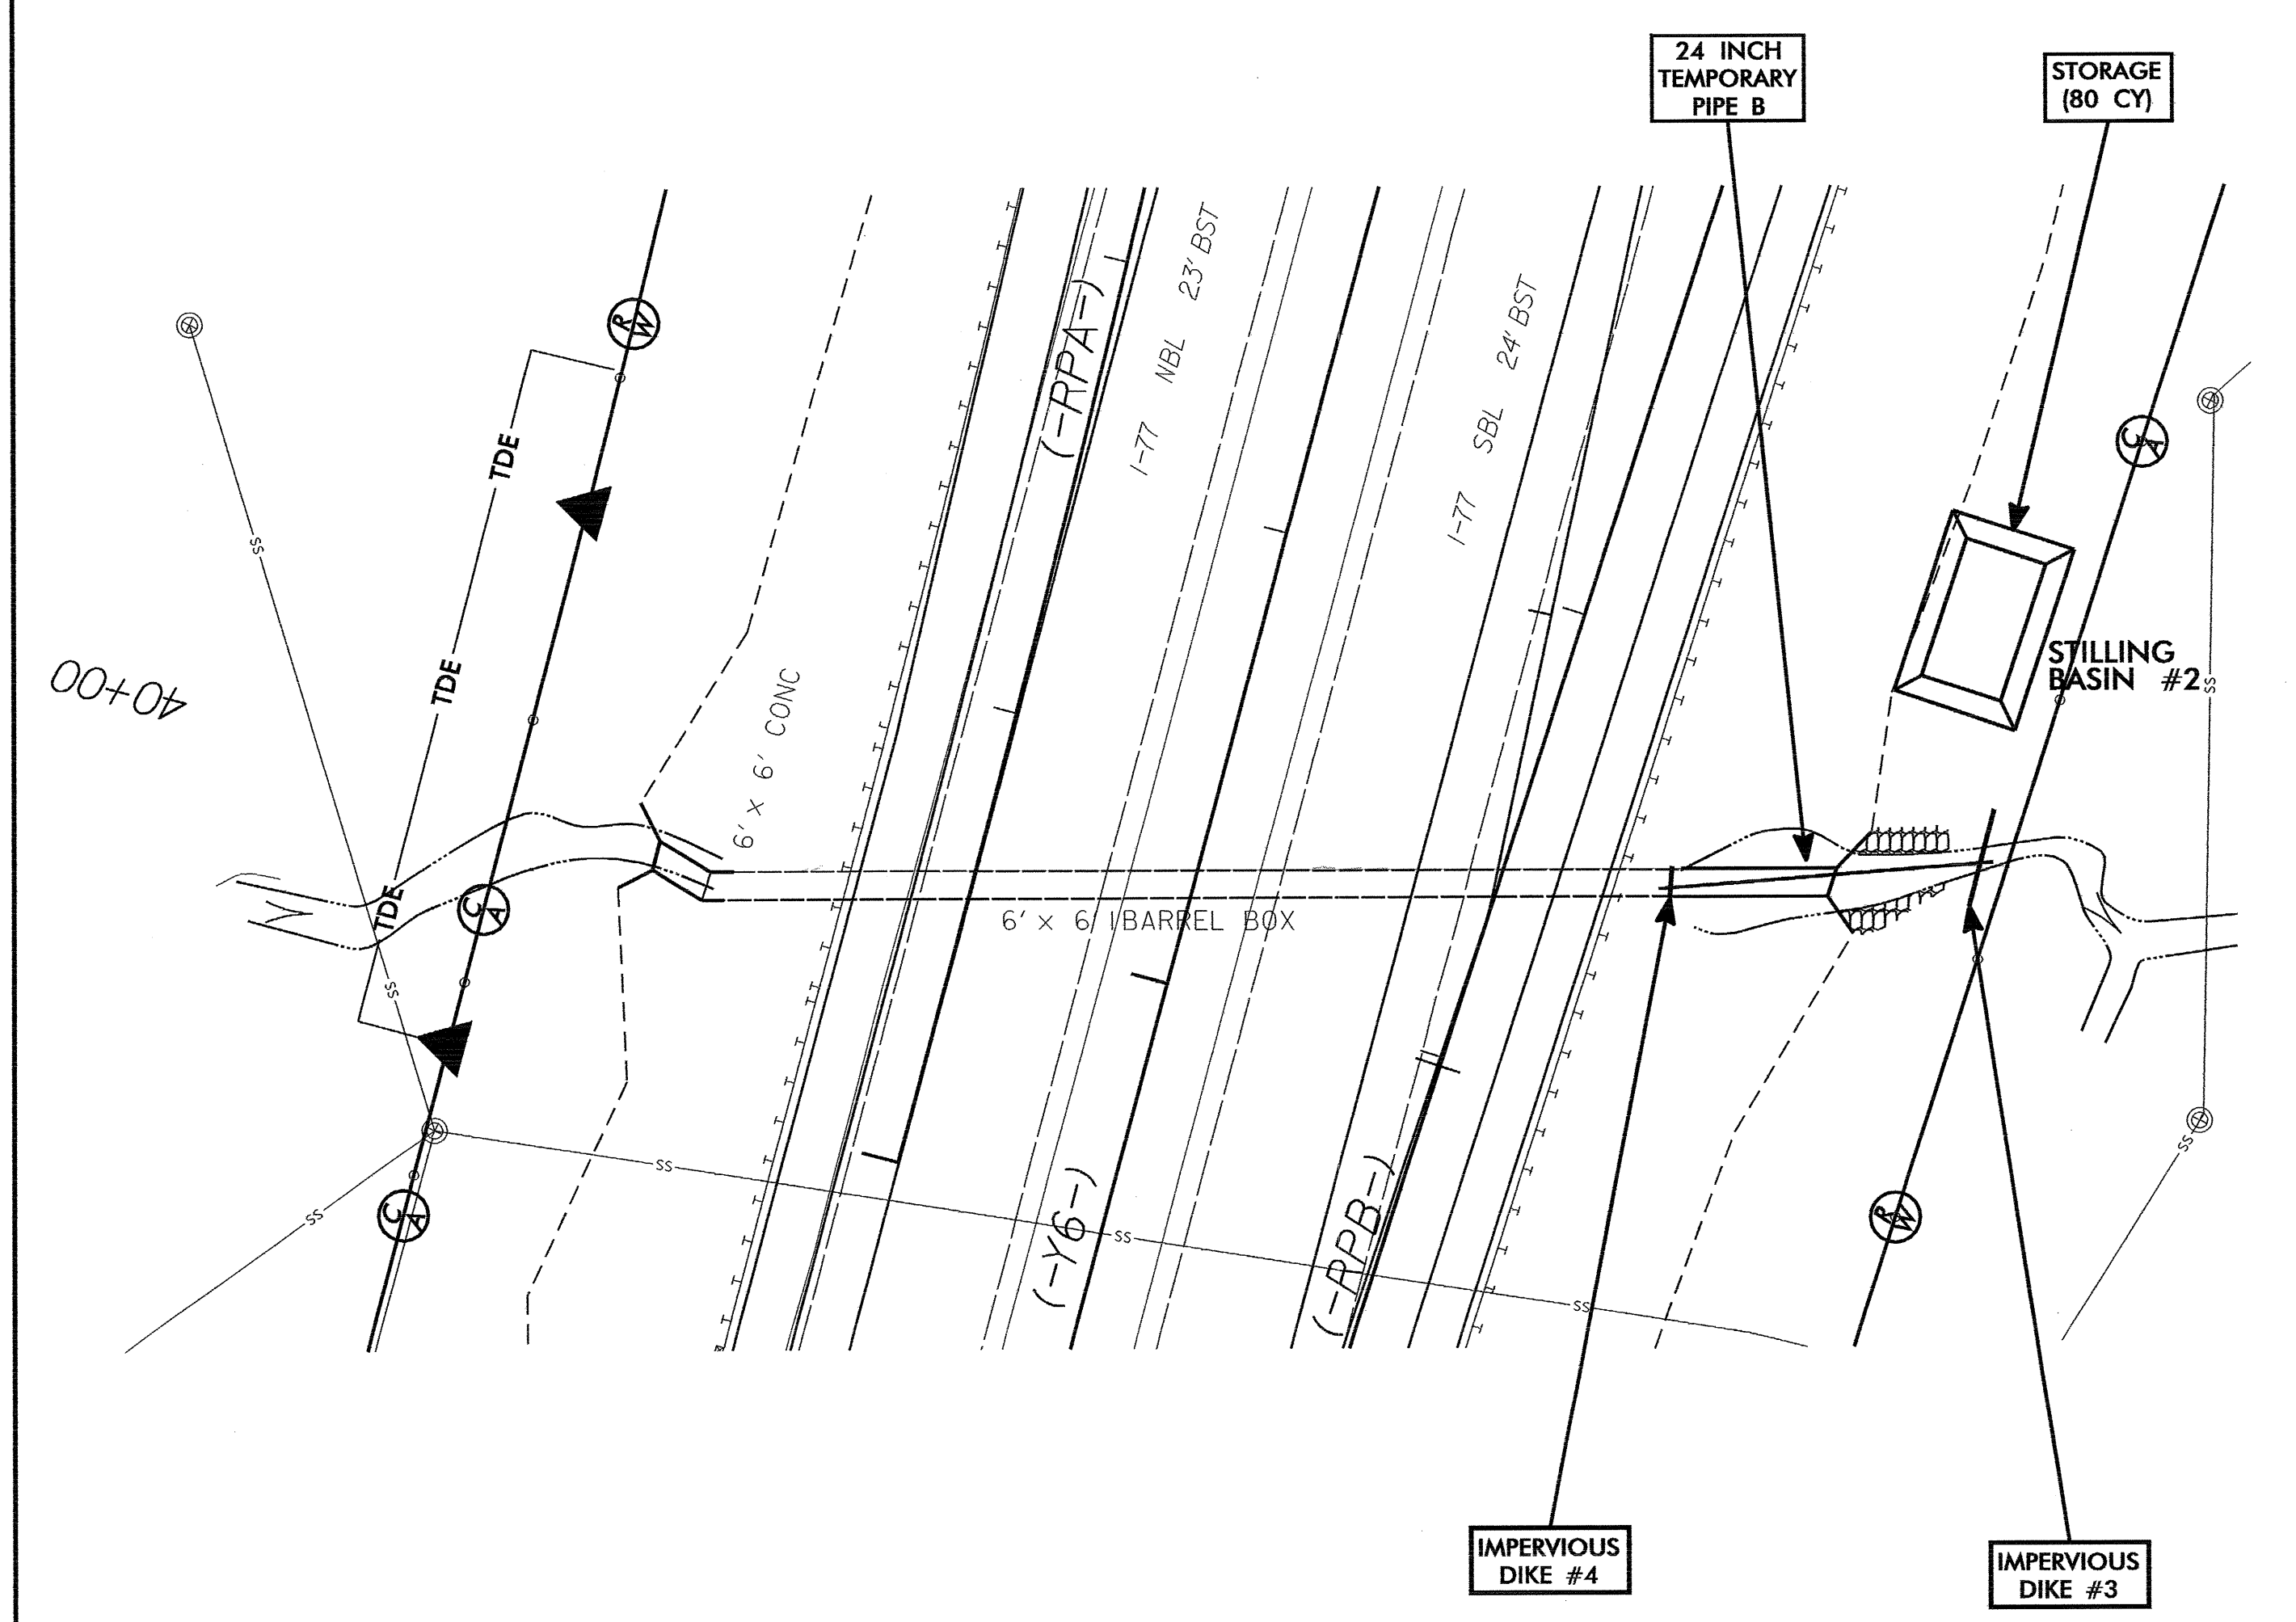 24 INCH
TEMPORARY
PIPE B
STORAGE
(80 CY)
(-RPA-)
I-77 NBL 23' BST
I-77 SBL 24' BST
R/W
C/A
TDE
SS
TDE
40+00
6' x 6' CONC
STILLING
BASIN #2
SS
TDE
C/A
6' x 6' 1 BARREL BOX
SS
SS
SS
SS
C/A
SS
(-Y6-)
(-RPB-)
SS
R/W
IMPERVIOUS
DIKE #4
IMPERVIOUS
DIKE #3